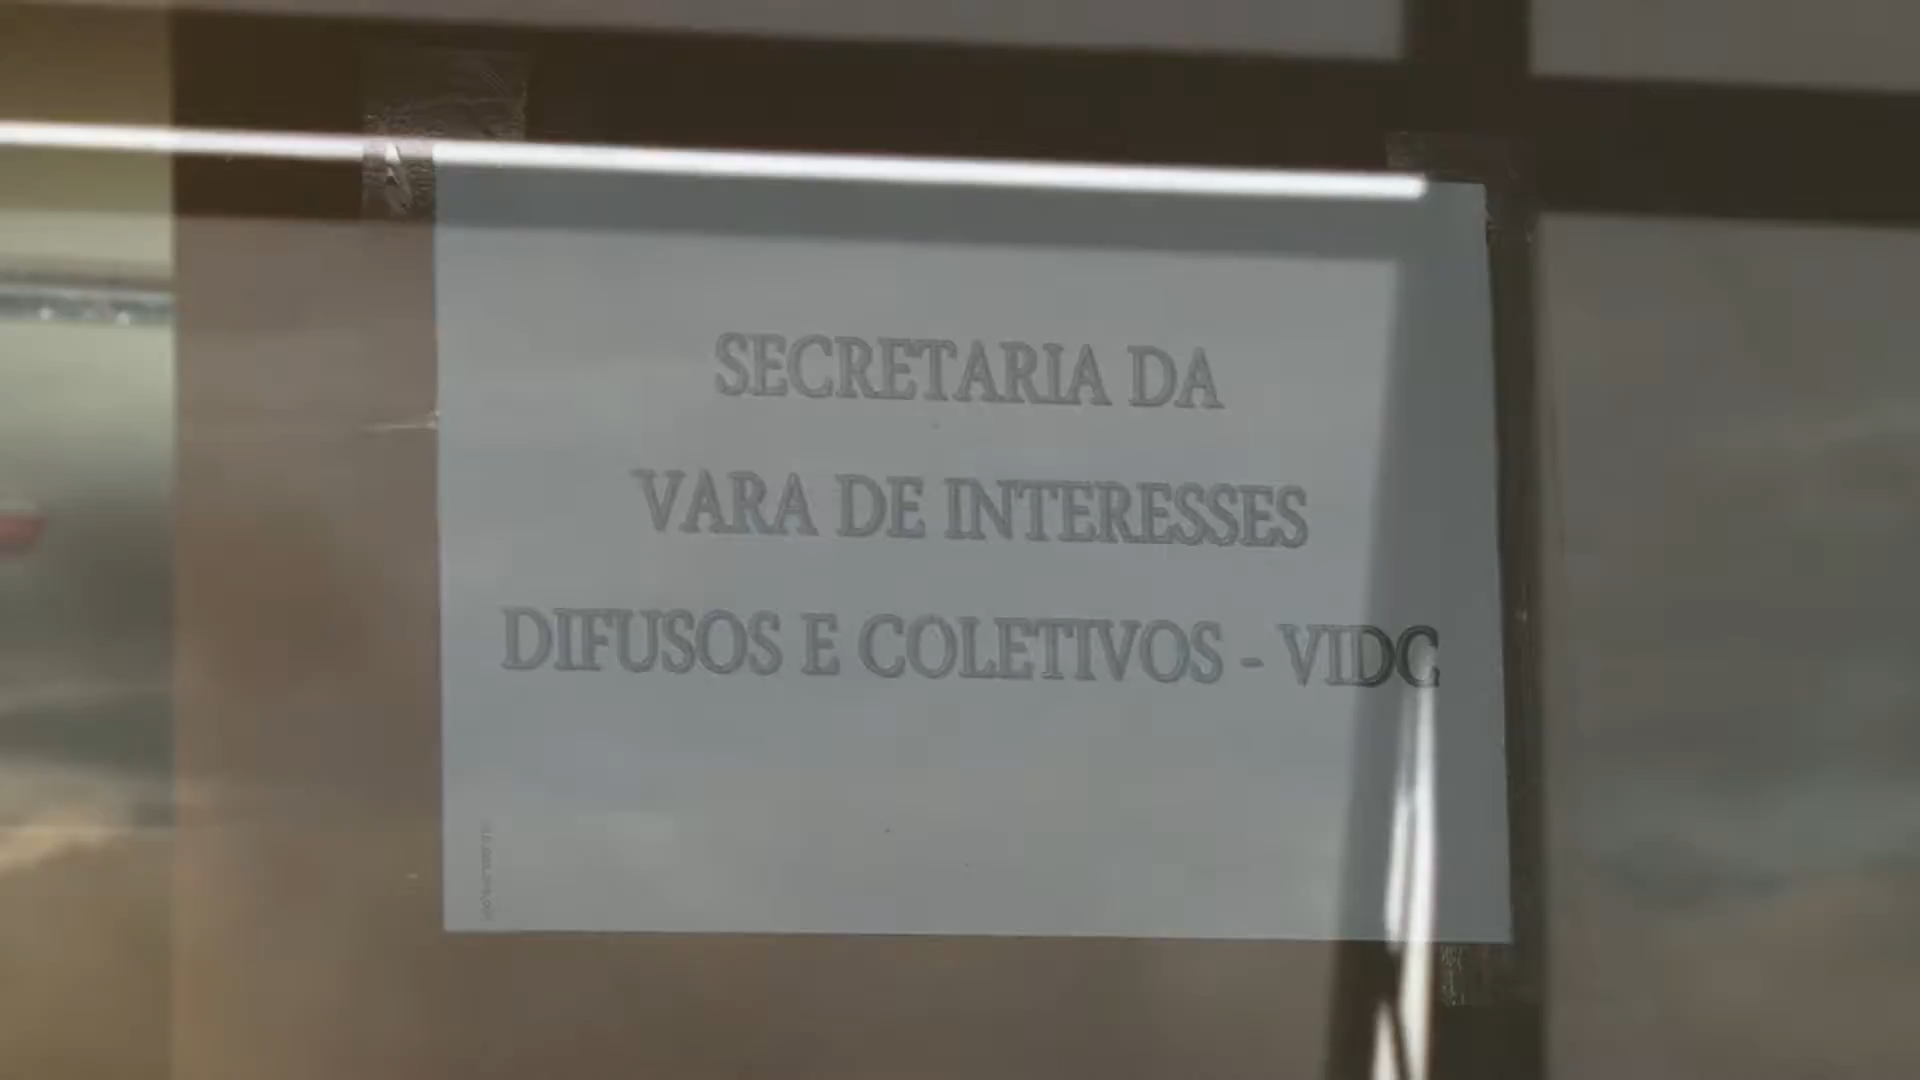 SECRETARIA DA
VARA DE INTERESSES
DIFUSOS E COLETIVOS - VIDC